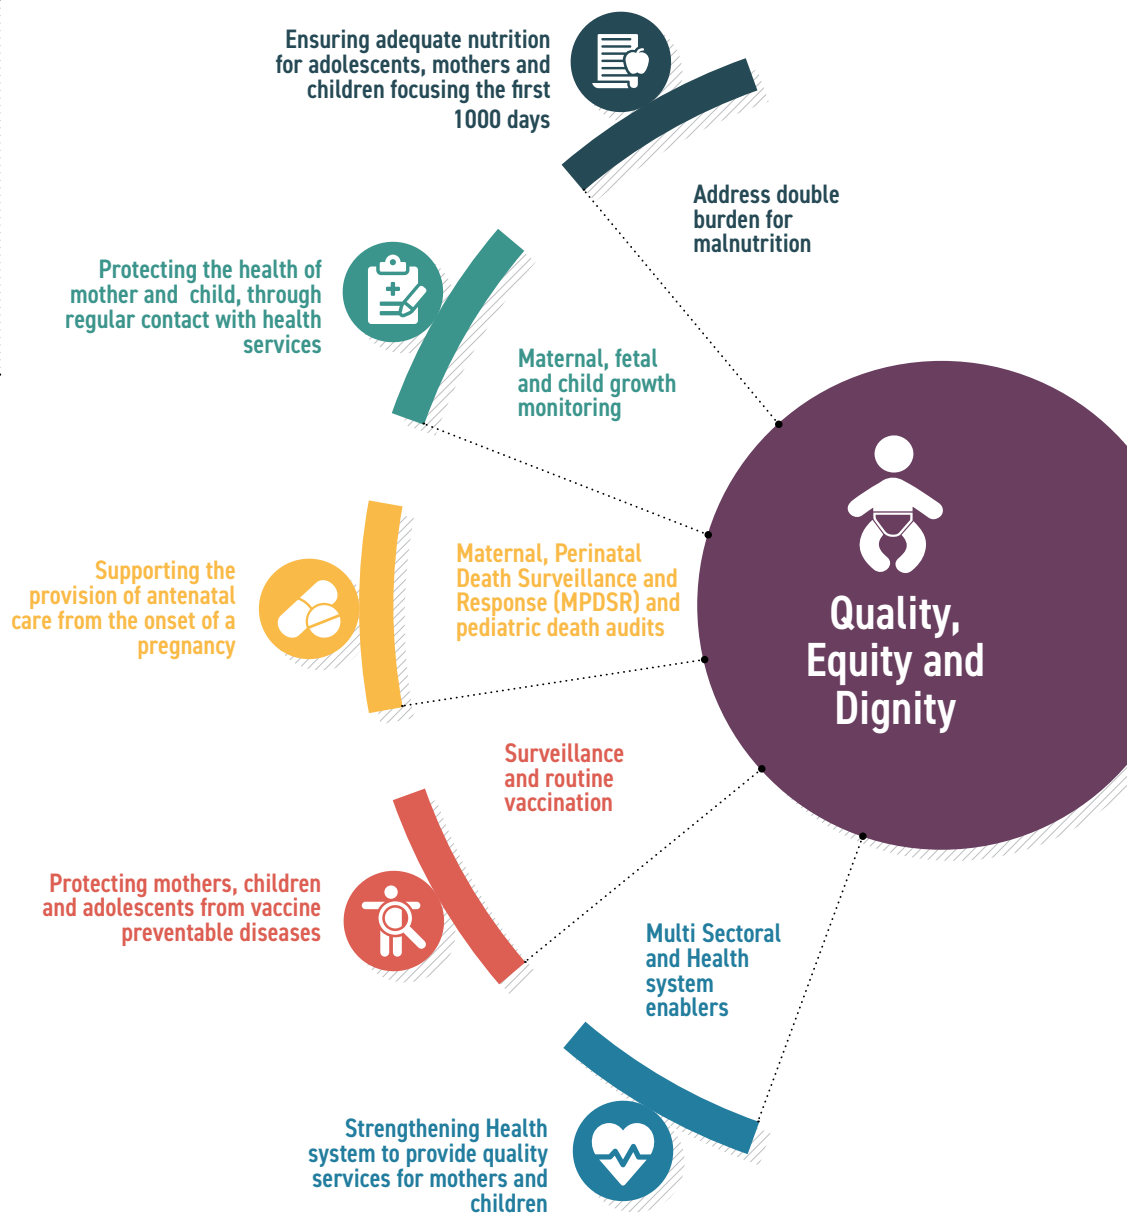 Ensuring adequate nutrition
for adolescents, mothers and
children focusing the first
1000 days
Address double
burden for
malnutrition
Protecting the health of
mother and  child, through
regular contact with health
services
Maternal, fetal
and child growth
monitoring
Supporting the
provision of antenatal
care from the onset of a
pregnancy
Maternal, Perinatal
Death Surveillance and
Response (MPDSR) and
pediatric death audits
Quality,
Equity and
Dignity
Surveillance
and routine
vaccination
Protecting mothers, children
and adolescents from vaccine
preventable diseases
Multi Sectoral
and Health
system
enablers
Strengthening Health
system to provide quality
services for mothers and
children